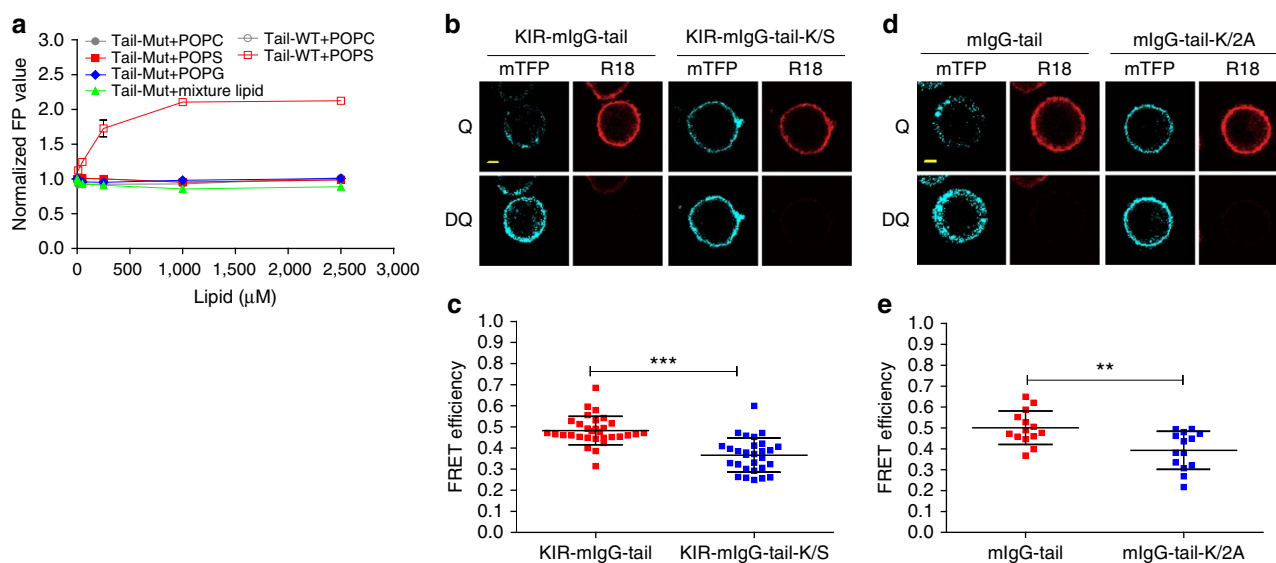 a
Normalized FP value
3.0
2.5
2.0
1.5
1.0
0.5
0.0
Tail-Mut+POPC
Tail-Mut+POPS
Tail-Mut+POPG
Tail-Mut+mixture lipid
Tail-WT+POPC
Tail-WT+POPS
0
500
1,000
1,500
2,000
2,500
3,000
Lipid (μM)
b
KIR-mIgG-tail
KIR-mIgG-tail-K/S
mTFP
R18
mTFP
R18
Q
DQ
c
FRET efficiency
1.0
0.9
0.8
0.7
0.6
0.5
0.4
0.3
0.2
0.1
0.0
***
KIR-mIgG-tail
KIR-mIgG-tail-K/S
d
mIgG-tail
mIgG-tail-K/2A
mTFP
R18
mTFP
R18
Q
DQ
e
FRET efficiency
1.0
0.9
0.8
0.7
0.6
0.5
0.4
0.3
0.2
0.1
0.0
**
mIgG-tail
mIgG-tail-K/2A